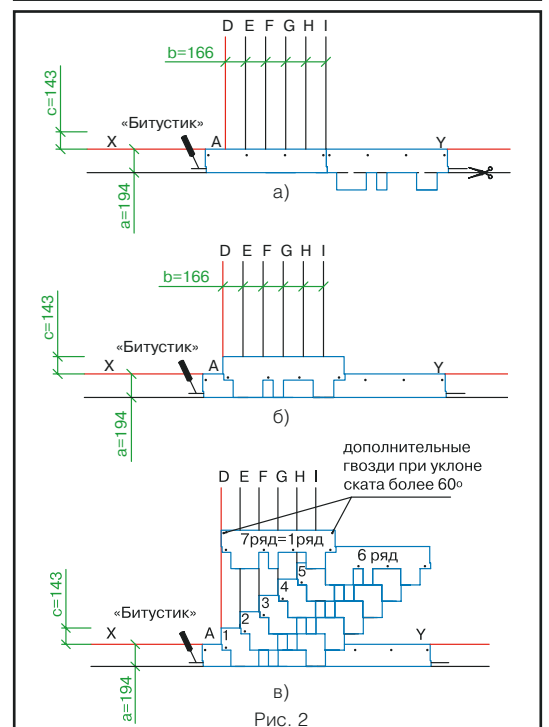 D E F G H I
b=166
c=143
«Битустик»
X A Y
a=194
а)
D E F G H I
b=166
c=143
«Битустик»
X A Y
a=194
б)
дополнительные
гвозди при уклоне
ската более 60°
D E F G H I
7ряд=1ряд
6 ряд
5
4
3
2
1
c=143
«Битустик»
X A Y
a=194
в)
Рис. 2